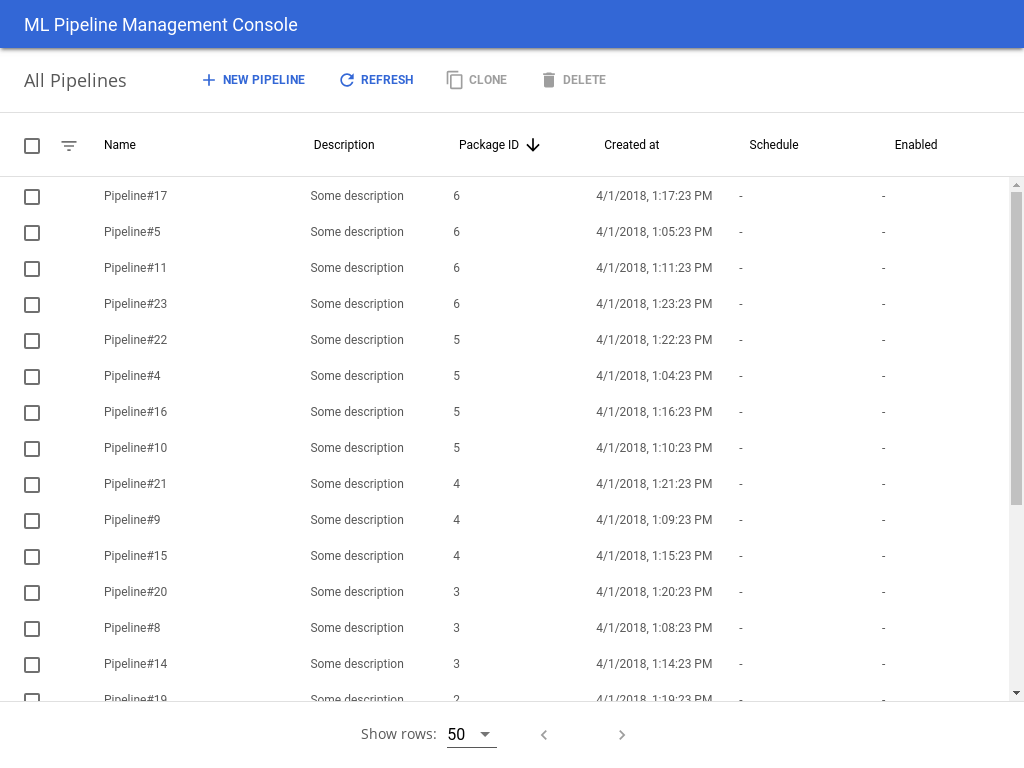 ML Pipeline Management Console
All Pipelines NEW PIPELINE REFRESH CLONE DELETE
Name Description Package ID Created at Schedule Enabled
Pipeline#17 Some description 6 4/1/2018, 1:17:23 PM - -
Pipeline#5 Some description 6 4/1/2018, 1:05:23 PM - -
Pipeline#11 Some description 6 4/1/2018, 1:11:23 PM - -
Pipeline#23 Some description 6 4/1/2018, 1:23:23 PM - -
Pipeline#22 Some description 5 4/1/2018, 1:22:23 PM - -
Pipeline#4 Some description 5 4/1/2018, 1:04:23 PM - -
Pipeline#16 Some description 5 4/1/2018, 1:16:23 PM - -
Pipeline#10 Some description 5 4/1/2018, 1:10:23 PM - -
Pipeline#21 Some description 4 4/1/2018, 1:21:23 PM - -
Pipeline#9 Some description 4 4/1/2018, 1:09:23 PM - -
Pipeline#15 Some description 4 4/1/2018, 1:15:23 PM - -
Pipeline#20 Some description 3 4/1/2018, 1:20:23 PM - -
Pipeline#8 Some description 3 4/1/2018, 1:08:23 PM - -
Pipeline#14 Some description 3 4/1/2018, 1:14:23 PM - -
Pipeline#19 Some description 2 4/1/2018, 1:19:23 PM - -
Show rows: 50